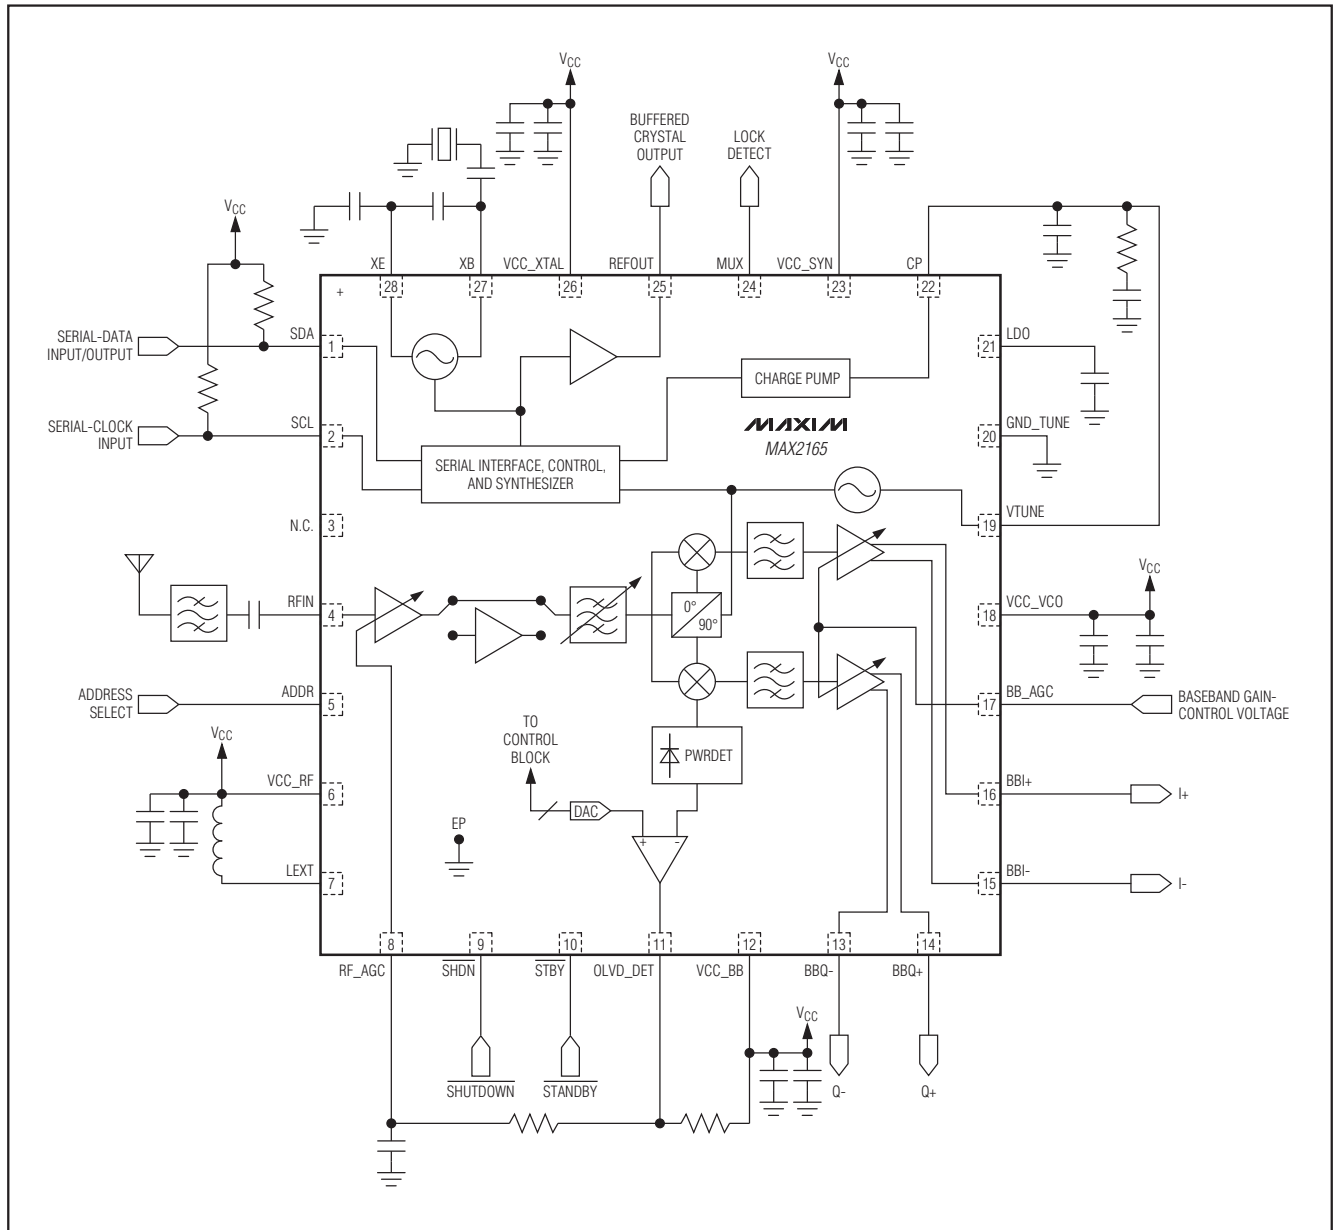 VCC
VCC
BUFFERED
CRYSTAL
OUTPUT
LOCK
DETECT
VCC
XE
XB
VCC_XTAL
REFOUT
MUX
VCC_SYN
CP
+
28
27
26
25
24
23
22
SERIAL-DATA
INPUT/OUTPUT
SDA
1
21
LDO
CHARGE PUMP
MAXIM
MAX2165
SERIAL-CLOCK
INPUT
SCL
2
20
GND_TUNE
SERIAL INTERFACE, CONTROL,
AND SYNTHESIZER
N.C.
3
19
VTUNE
VCC
RFIN
4
0°
90°
18
VCC_VCO
ADDRESS
SELECT
ADDR
5
17
BB_AGC
BASEBAND GAIN-
CONTROL VOLTAGE
TO
CONTROL
BLOCK
PWRDET
VCC
VCC_RF
6
DAC
16
BBI+
I+
EP
+
-
LEXT
7
15
BBI-
I-
8
9
10
11
12
13
14
RF_AGC
SHDN
STBY
OLVD_DET
VCC_BB
BBQ-
BBQ+
VCC
SHUTDOWN
STANDBY
Q-
Q+